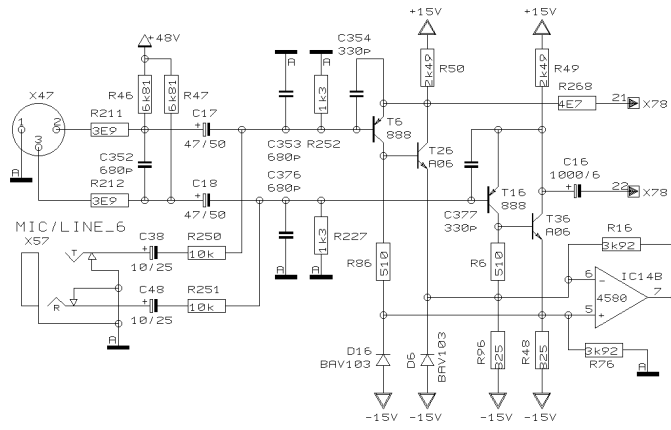 C354
330p
+15V
+15V
+48V
R50
2k49
R49
2k49
X47
R46
6k81
R47
6k81
A
A
1k3
R268
4E7
21
X78
R211
3E9
C17
47/50
T6
888
1
2
3
C352
680p
C353
680p
R252
T26
A06
C16
1000/6
A
R212
3E9
C376
680p
T16
888
22
X78
C18
47/50
C377
330p
T36
A06
MIC/LINE_6
X57
C38
10/25
R250
10k
1k3
R227
R16
3k92
T
A
R86
510
R6
510
IC14B
6
4580
7
5
R
C48
10/25
R251
10k
A
D16
BAV103
D6
BAV103
R96
825
R48
825
3k92
R76
A
-15V
-15V
-15V
-15V